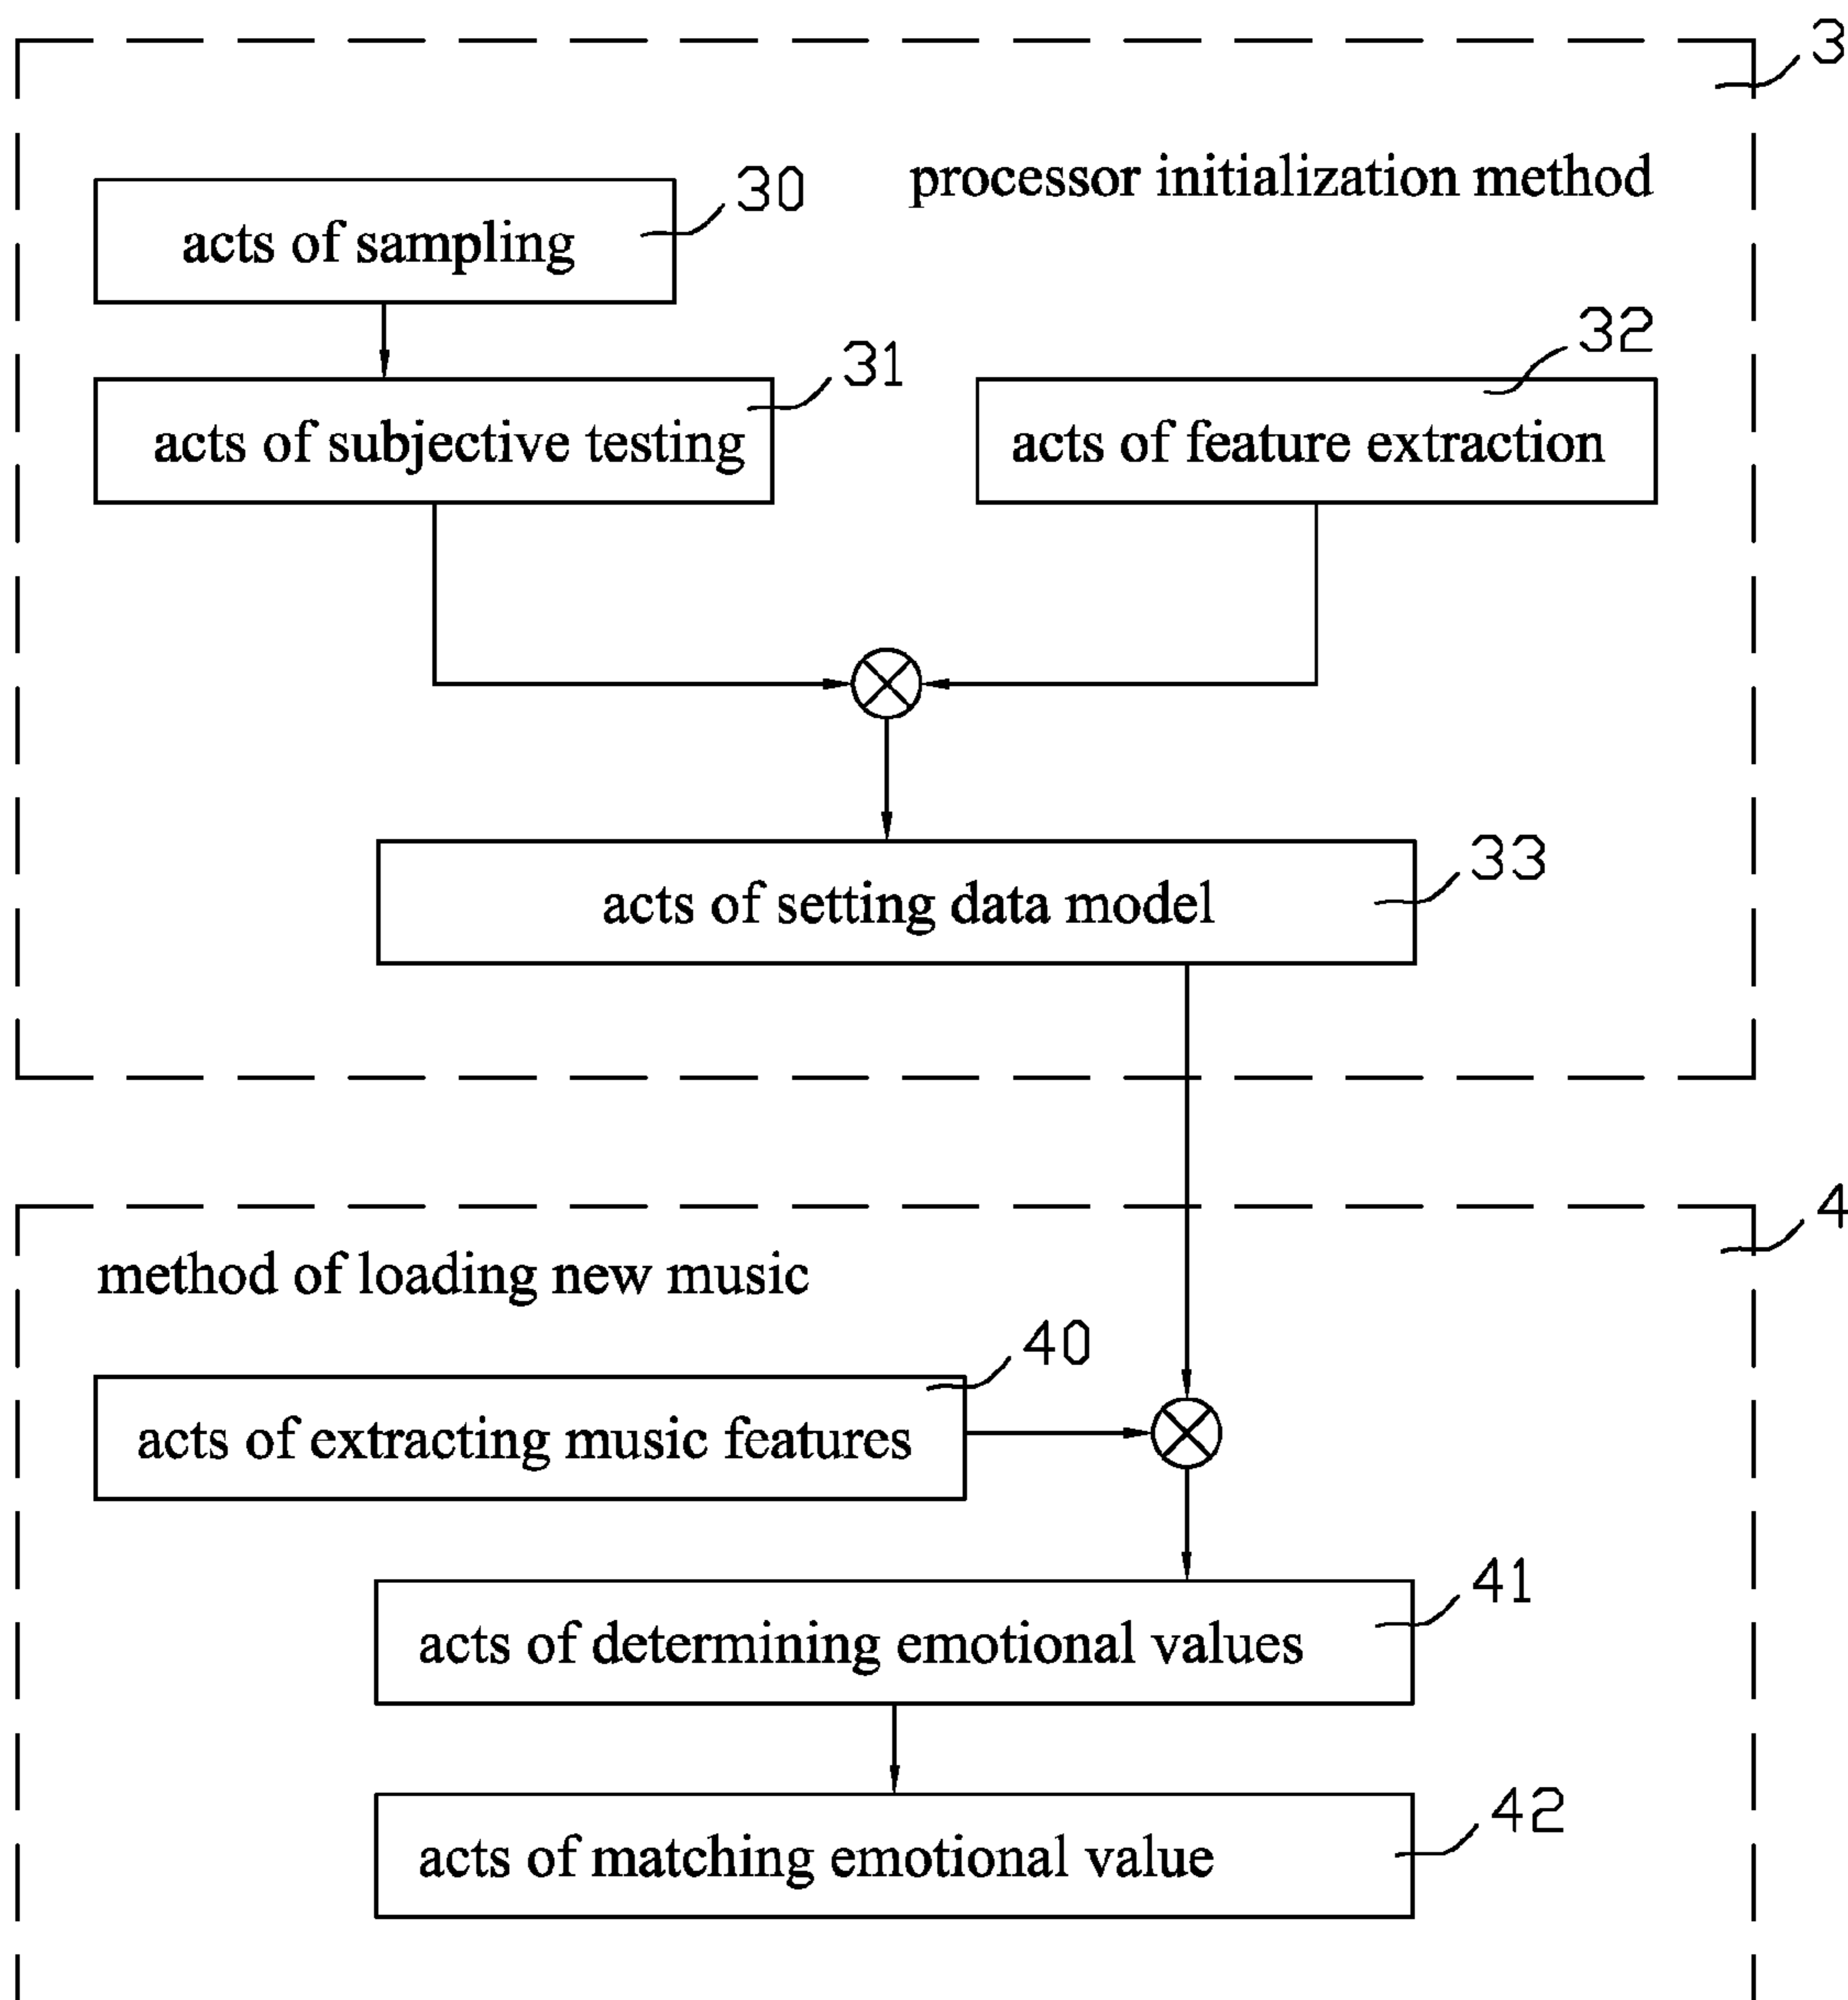 3
processor initialization method
30
acts of sampling
31
acts of subjective testing
32
acts of feature extraction
33
acts of setting data model
4
method of loading new music
40
acts of extracting music features
41
acts of determining emotional values
42
acts of matching emotional value